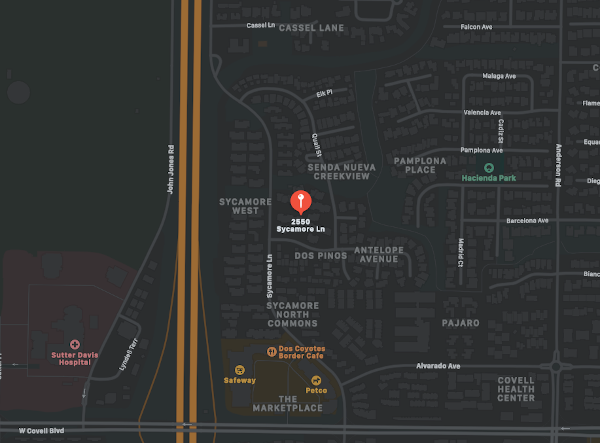 Cassel Ln
CASSEL LANE
Falcon Ave
Malaga Ave
Elk Pl
Valencia Ave
Cadiz St
Quail St
Pamplona Ave
John Jones Rd
Anderson Rd
SENDA NUEVA
CREEKVIEW
PAMPLONA
PLACE
Hacienda Park
SYCAMORE
WEST
2550
Sycamore Ln
Barcelona Ave
DOS PINOS
ANTELOPE
AVENUE
Madrid Ct
Sycamore Ln
SYCAMORE
NORTH
COMMONS
PAJARO
Lyndell Terr
Sutter Davis
Hospital
Dos Coyotes
Border Cafe
Safeway
Petco
Alvarado Ave
THE
MARKETPLACE
COVELL
HEALTH
CENTER
W Covell Blvd